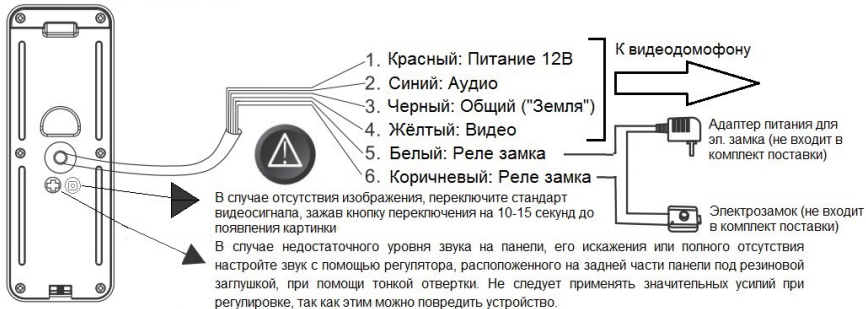 1. Красный: Питание 12В
2. Синий: Аудио
3. Черный: Общий ("Земля")
4. Жёлтый: Видео
5. Белый: Реле замка
6. Коричневый: Реле замка
К видеодомофону
Адаптер питания для
эл. замка (не входит в
комплект поставки)
Электрозамок (не входит
в комплект поставки)
В случае отсутствия изображения, переключите стандарт
видеосигнала, зажав кнопку переключения на 10-15 секунд до
появления картинки
В случае недостаточного уровня звука на панели, его искажения или полного отсутствия
настройте звук с помощью регулятора, расположенного на задней части панели под резиновой
заглушкой, при помощи тонкой отвертки. Не следует применять значительных усилий при
регулировке, так как этим можно повредить устройство.